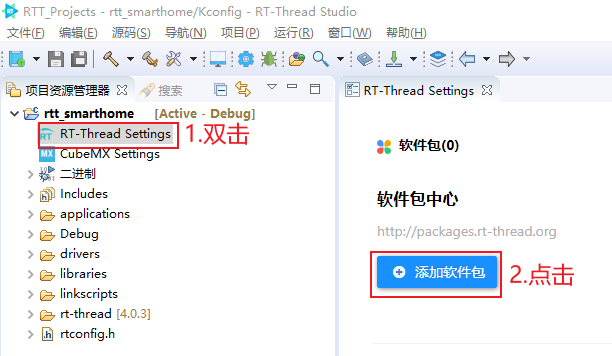 RTT_Projects - rtt_smarthome/Kconfig - RT-Thread Studio
文件(F) 编辑(E) 源码(S) 导航(N) 项目(P) 运行(R) 窗口(W) 帮助(H)
项目资源管理器 搜索
rtt_smarthome [Active - Debug]
RT RT-Thread Settings
1.双击
MX CubeMX Settings
二进制
Includes
applications
Debug
drivers
libraries
linkscripts
rt-thread [4.0.3]
rtconfig.h
RT-Thread Settings
软件包(0)
软件包中心
http://packages.rt-thread.org
添加软件包
2.点击